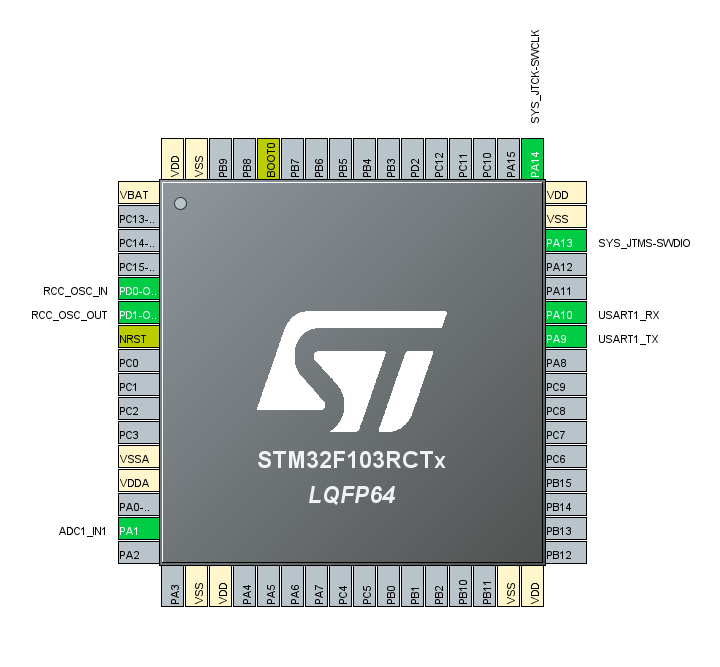 SYS_JTCK-SWCLK
VDD
VSS
PB9
PB8
BOOT0
PB7
PB6
PB5
PB4
PB3
PD2
PC12
PC11
PC10
PA15
PA14
VBAT
PC13-..
PC14-..
PC15-..
RCC_OSC_IN PD0-O..
RCC_OSC_OUT PD1-O..
NRST
PC0
PC1
PC2
PC3
VSSA
VDDA
PA0-..
ADC1_IN1 PA1
PA2
ST
STM32F103RCTx
LQFP64
VDD
VSS
PA13 SYS_JTMS-SWDIO
PA12
PA11
PA10 USART1_RX
PA9 USART1_TX
PA8
PC9
PC8
PC7
PC6
PB15
PB14
PB13
PB12
PA3
VSS
VDD
PA4
PA5
PA6
PA7
PC4
PC5
PB0
PB1
PB2
PB10
PB11
VSS
VDD